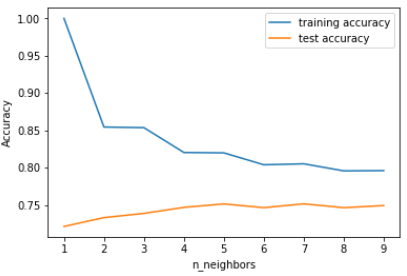 1.00
0.95
0.90
0.85
0.80
0.75
Accuracy
training accuracy
test accuracy
1 2 3 4 5 6 7 8 9
n_neighbors